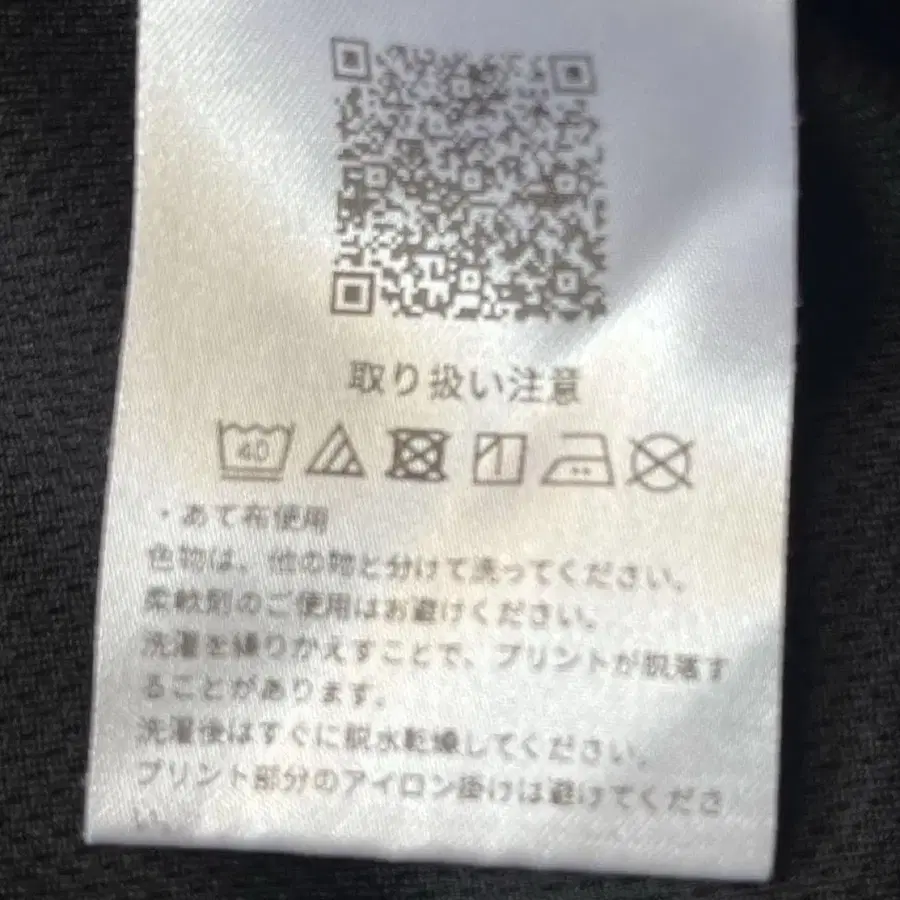 取り扱い注意
40
・あて布使用
色物は、他の物と分けて洗ってください。
柔軟剤のご使用はお避けください。
洗濯を繰りかえすことで、プリントが脱落す
ることがあります。
洗濯後はすぐに脱水乾燥してください。
プリント部分のアイロン掛けは避けてくださ
い。